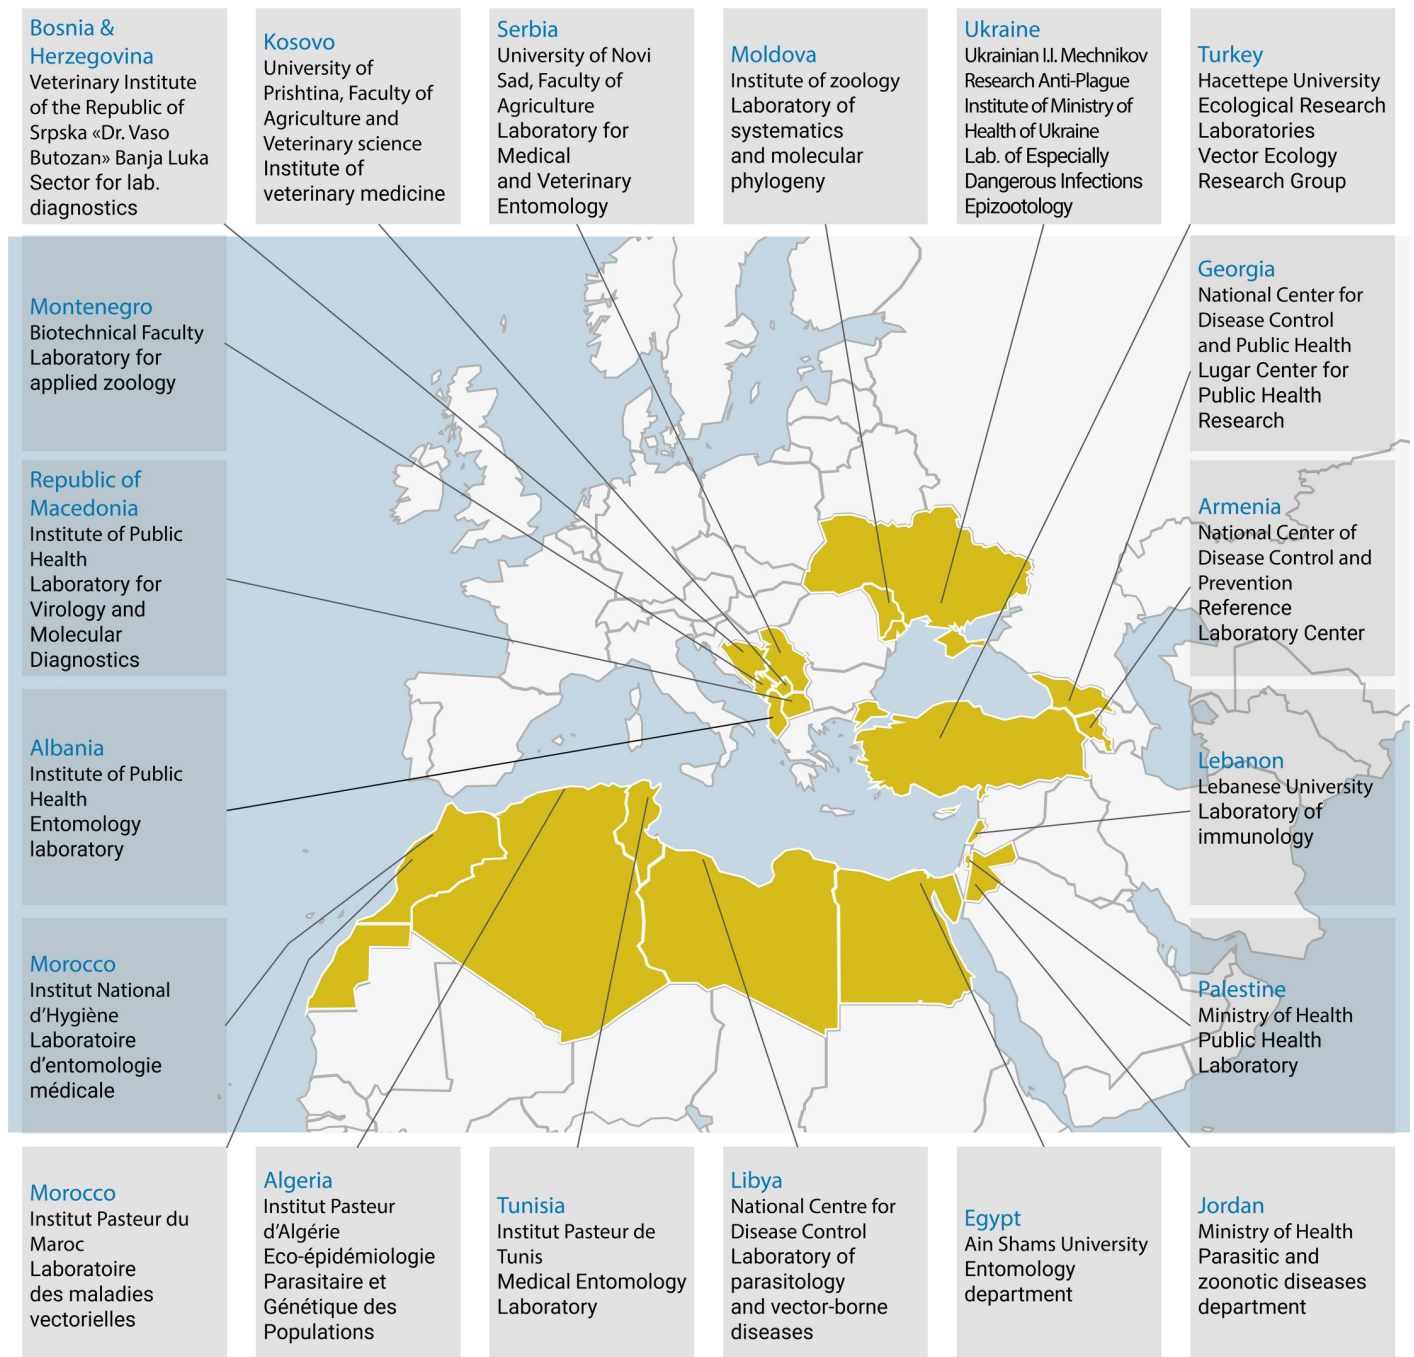 Bosnia &
Herzegovina
Veterinary Institute
of the Republic of
Srpska «Dr. Vaso
Butozan» Banja Luka
Sector for lab.
diagnostics
Kosovo
University of
Prishtina, Faculty of
Agriculture and
Veterinary science
Institute of
veterinary medicine
Serbia
University of Novi
Sad, Faculty of
Agriculture
Laboratory for
Medical
and Veterinary
Entomology
Moldova
Institute of zoology
Laboratory of
systematics
and molecular
phylogeny
Ukraine
Ukrainian I.I. Mechnikov
Research Anti-Plague
Institute of Ministry of
Health of Ukraine
Lab. of Especially
Dangerous Infections
Epizootology
Turkey
Hacettepe University
Ecological Research
Laboratories
Vector Ecology
Research Group
Montenegro
Biotechnical Faculty
Laboratory for
applied zoology
Georgia
National Center for
Disease Control
and Public Health
Lugar Center for
Public Health
Research
Republic of
Macedonia
Institute of Public
Health
Laboratory for
Virology and
Molecular
Diagnostics
Armenia
National Center of
Disease Control and
Prevention
Reference
Laboratory Center
Albania
Institute of Public
Health
Entomology
laboratory
Lebanon
Lebanese University
Laboratory of
immunology
Morocco
Institut National
d'Hygiène
Laboratoire
d'entomologie
médicale
Palestine
Ministry of Health
Public Health
Laboratory
Morocco
Institut Pasteur du
Maroc
Laboratoire
des maladies
vectorielles
Algeria
Institut Pasteur
d'Algérie
Eco-épidémiologie
Parasitaire et
Génétique des
Populations
Tunisia
Institut Pasteur de
Tunis
Medical Entomology
Laboratory
Libya
National Centre for
Disease Control
Laboratory of
parasitology
and vector-borne
diseases
Egypt
Ain Shams University
Entomology
department
Jordan
Ministry of Health
Parasitic and
zoonotic diseases
department